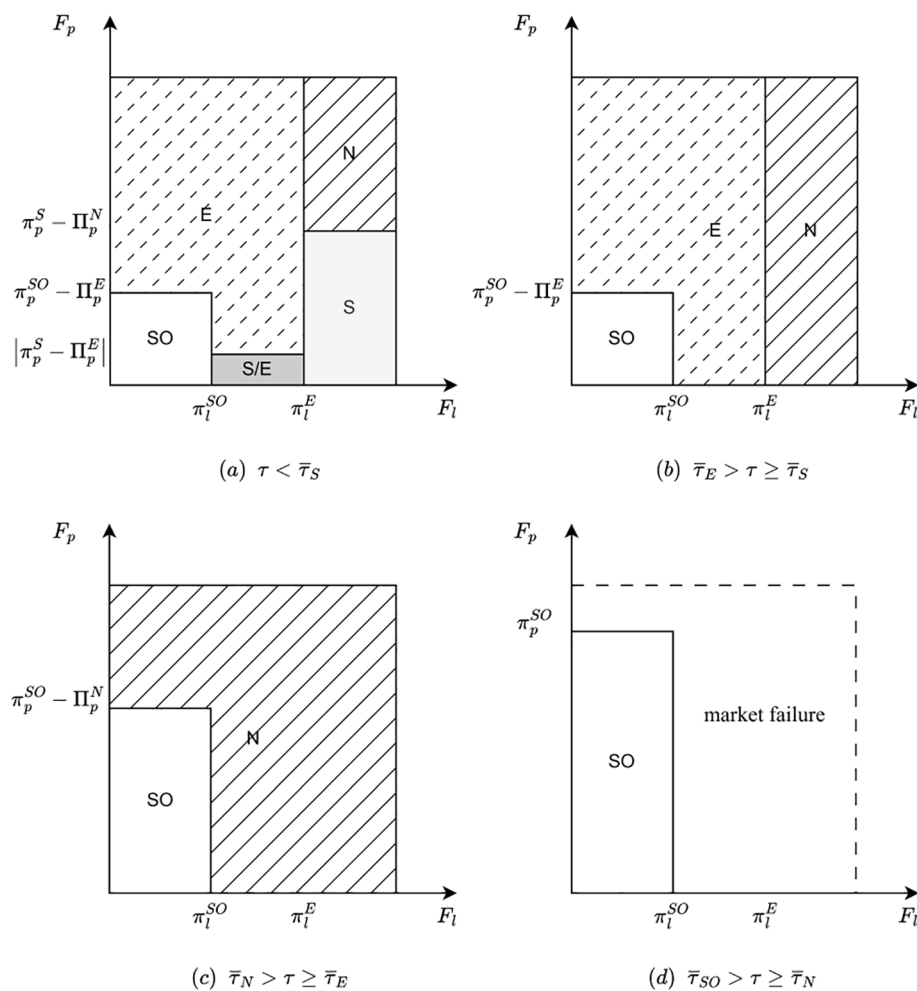 F_p
E
N
π_p^S − Π_p^N
π_p^{SO} − Π_p^E
SO
S
|π_p^S − Π_p^E|
S/E
π_l^{SO}
π_l^E
F_l
(a) τ < τ̅_S
F_p
E
N
π_p^{SO} − Π_p^E
SO
π_l^{SO}
π_l^E
F_l
(b) τ̅_E > τ ≥ τ̅_S
F_p
π_p^{SO} − Π_p^N
N
SO
π_l^{SO}
π_l^E
F_l
(c) τ̅_N > τ ≥ τ̅_E
F_p
π_p^{SO}
market failure
SO
π_l^{SO}
π_l^E
F_l
(d) τ̅_{SO} > τ ≥ τ̅_N